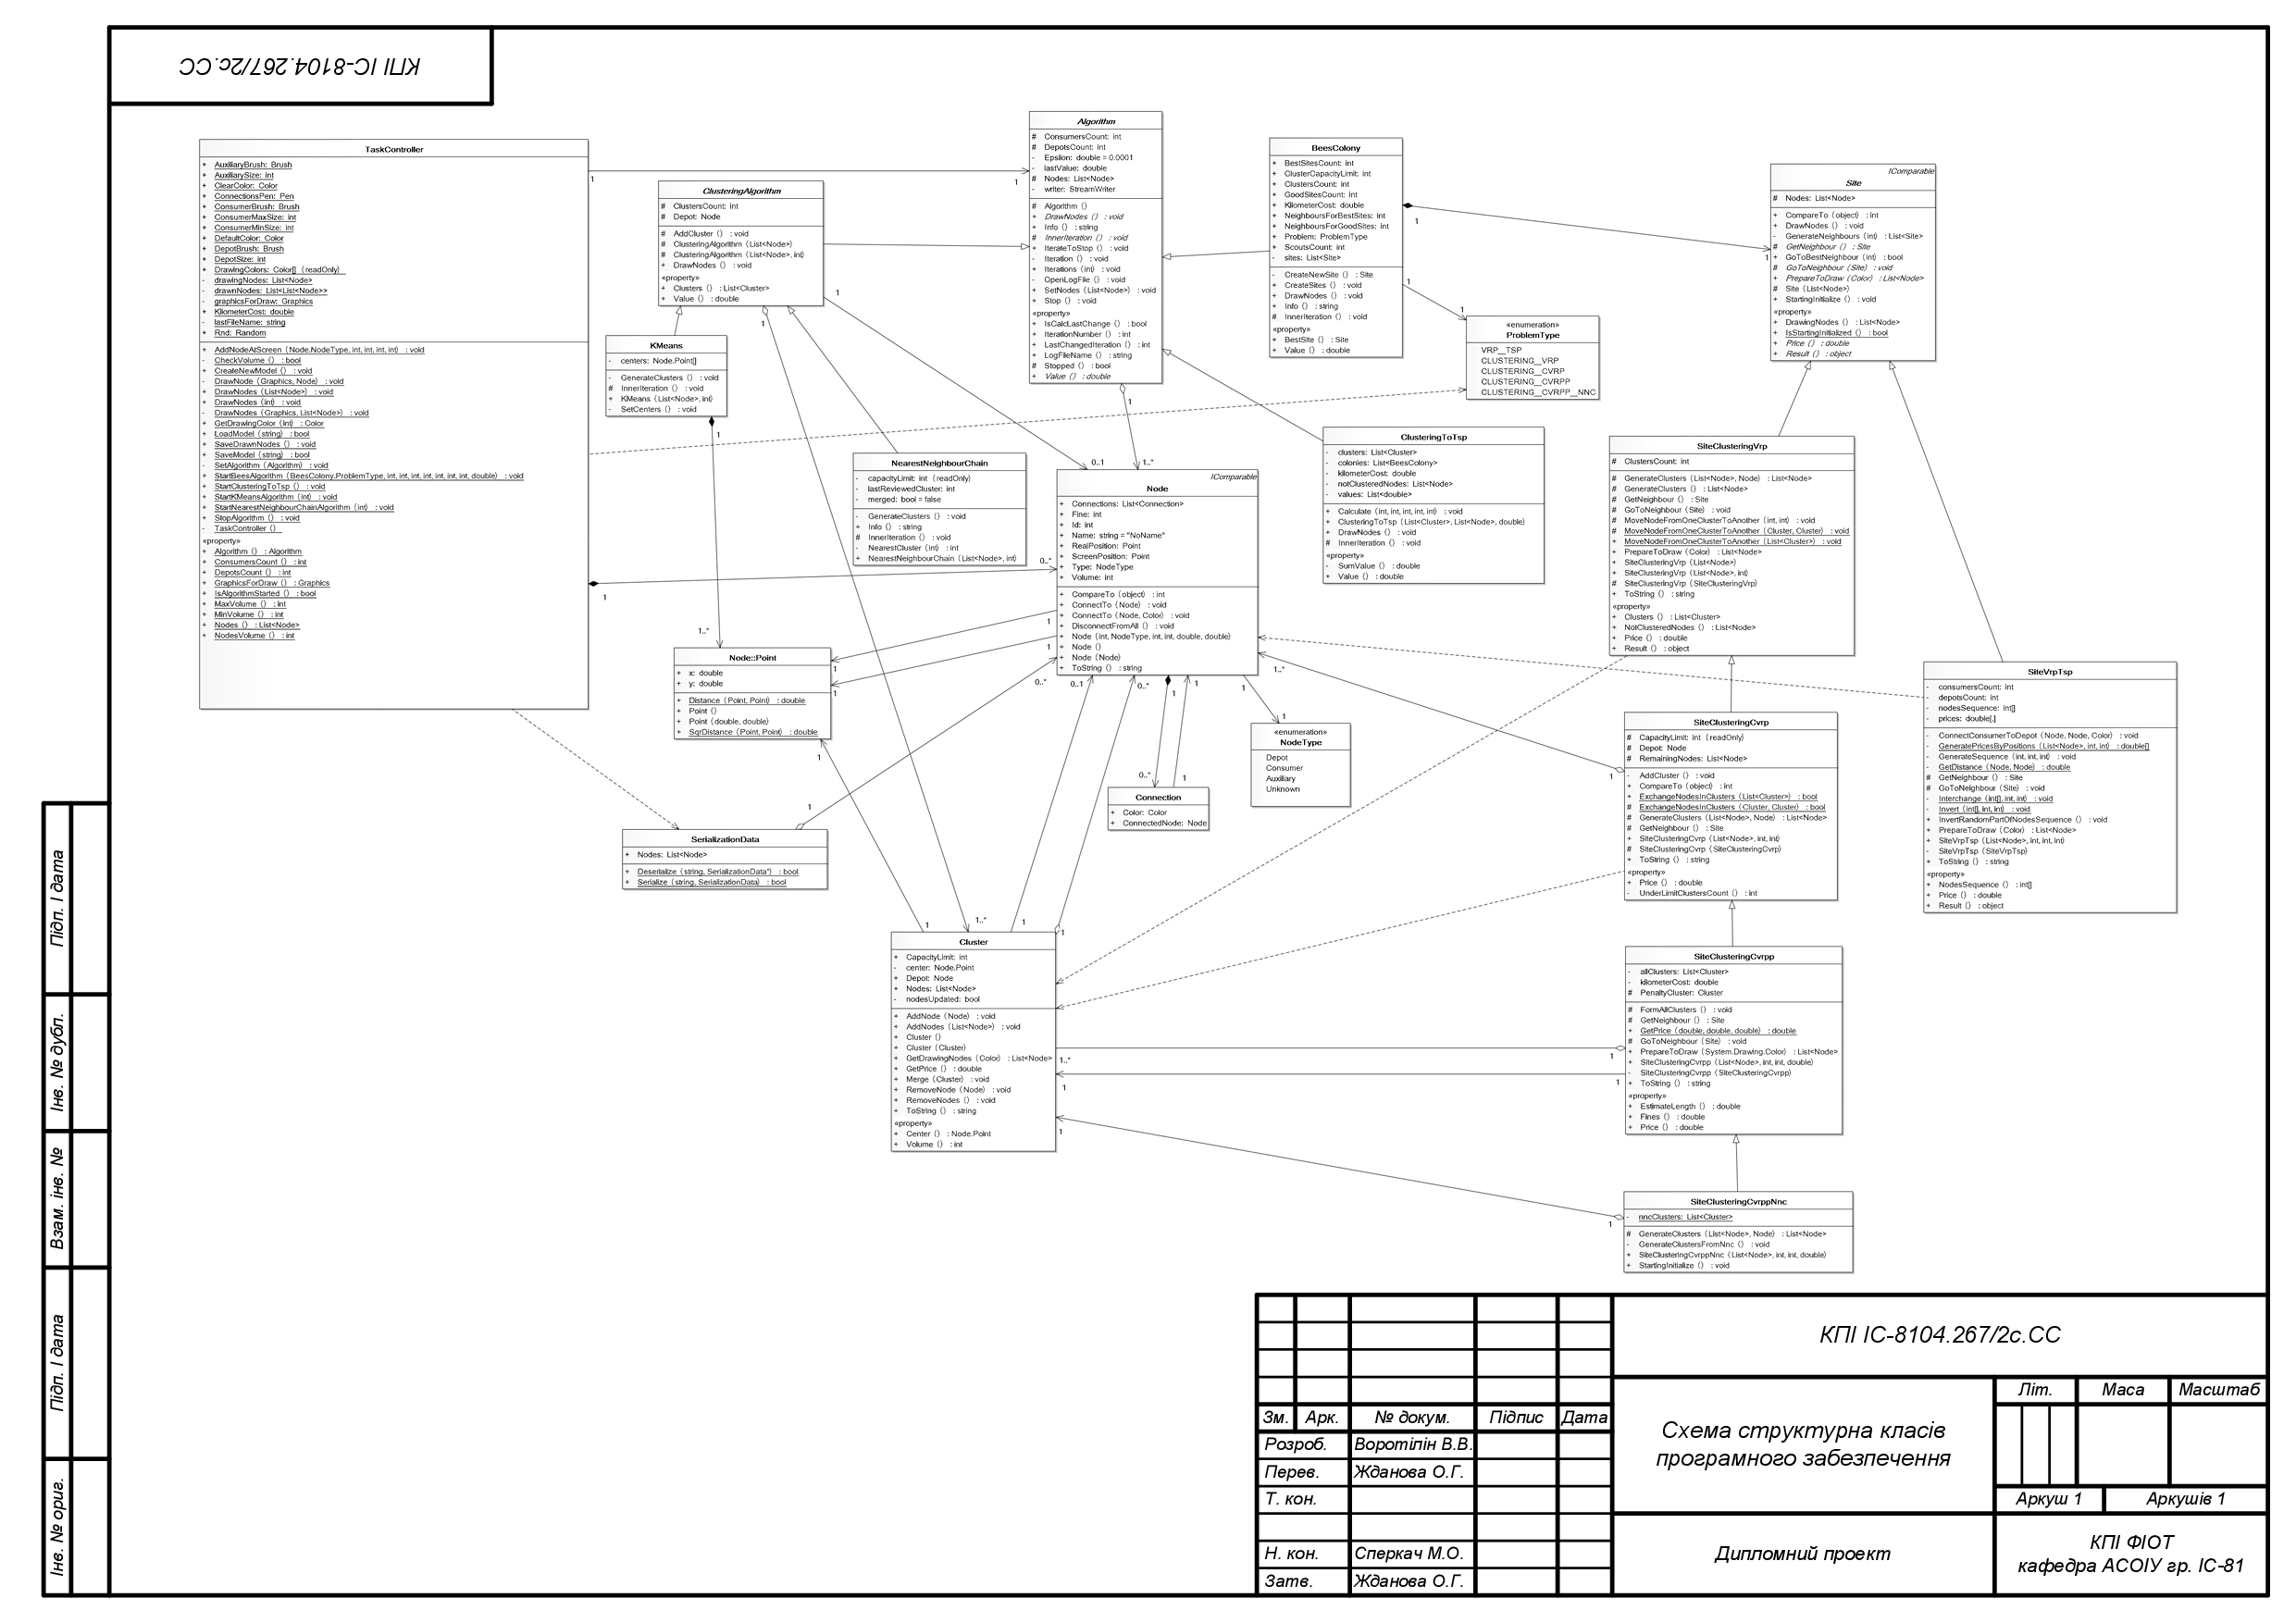 КПІ ІС-8104.267/2с.СС
TaskController
+ AuxiliaryBrush: Brush
+ AuxiliarySize: int
+ ClearColor: Color
+ ConnectionsPen: Pen
+ ConsumerBrush: Brush
+ ConsumerMaxSize: int
+ ConsumerMinSize: int
+ DefaultColor: Color
+ DepotBrush: Brush
+ DepotSize: int
+ DrawingColors: Color[] {readOnly}
- drawingNodes: List<Node>
- drawnNodes: List<List<Node>>
- graphicsForDraw: Graphics
+ KilometerCost: double
- lastFileName: string
+ Rnd: Random
+ AddNodeAtScreen (Node.NodeType, int, int, int, int) : void
- CheckVolume () : bool
+ CreateNewModel () : void
- DrawNode (Graphics, Node) : void
+ DrawNodes (List<Node>) : void
+ DrawNodes (int) : void
- DrawNodes (Graphics, List<Node>) : void
+ GetDrawingColor (int) : Color
+ LoadModel (string) : bool
+ SaveDrawnNodes () : void
+ SaveModel (string) : bool
- SetAlgorithm (Algorithm) : void
+ StartBeesAlgorithm (BeesColony.ProblemType, int, int, int, int, int, int, int, double) : void
+ StartClusteringToTsp () : void
+ StartKMeansAlgorithm (int) : void
+ StartNearestNeighbourChainAlgorithm (int) : void
+ StopAlgorithm () : void
- TaskController ()
«property»
+ Algorithm () : Algorithm
+ ConsumersCount () : int
+ DepotsCount () : int
+ GraphicsForDraw () : Graphics
+ IsAlgorithmStarted () : bool
+ MaxVolume () : int
+ MinVolume () : int
+ Nodes () : List<Node>
+ NodesVolume () : int
ClusteringAlgorithm
# ClustersCount: int
# Depot: Node
# AddCluster () : void
# ClusteringAlgorithm (List<Node>)
# ClusteringAlgorithm (List<Node>, int)
+ DrawNodes () : void
«property»
+ Clusters () : List<Cluster>
+ Value () : double
KMeans
- centers: Node.Point[]
- GenerateClusters () : void
# InnerIteration () : void
+ KMeans (List<Node>, int)
- SetCenters () : void
Algorithm
# ConsumersCount: int
# DepotsCount: int
- Epsilon: double = 0.0001
- lastValue: double
# Nodes: List<Node>
- writer: StreamWriter
# Algorithm ()
+ DrawNodes () : void
+ Info () : string
# InnerIteration () : void
+ IterateToStop () : void
- Iteration () : void
+ Iterations (int) : void
- OpenLogFile () : void
+ SetNodes (List<Node>) : void
+ Stop () : void
«property»
+ IsCalcLastChange () : bool
+ IterationNumber () : int
+ LastChangedIteration () : int
+ LogFileName () : string
# Stopped () : bool
+ Value () : double
BeesColony
+ BestSitesCount: int
+ ClusterCapacityLimit: int
+ ClustersCount: int
+ GoodSitesCount: int
+ KilometerCost: double
+ NeighboursForBestSites: int
+ NeighboursForGoodSites: int
+ Problem: ProblemType
+ ScoutsCount: int
- sites: List<Site>
- CreateNewSite () : Site
+ CreateSites () : void
+ DrawNodes () : void
+ Info () : string
# InnerIteration () : void
«property»
+ BestSite () : Site
+ Value () : double
«enumeration»
ProblemType
VRP_TSP
CLUSTERING_VRP
CLUSTERING_CVRP
CLUSTERING_CVRPP
CLUSTERING_CVRPP_NNC
IComparable
Site
# Nodes: List<Node>
+ CompareTo (object) : int
+ DrawNodes () : void
- GenerateNeighbours (int) : List<Site>
# GetNeighbour () : Site
+ GoToBestNeighbour (int) : bool
# GoToNeighbour (Site) : void
+ PrepareToDraw (Color) : List<Node>
# Site (List<Node>)
+ StartingInitialize () : void
«property»
+ DrawingNodes () : List<Node>
+ IsStartingInitialized () : bool
+ Price () : double
+ Result () : object
NearestNeighbourChain
- capacityLimit: int {readOnly}
- lastReviewedCluster: int
- merged: bool = false
- GenerateClusters () : void
+ Info () : string
# InnerIteration () : void
- NearestCluster (int) : int
+ NearestNeighbourChain (List<Node>, int)
IComparable
Node
+ Connections: List<Connection>
+ Fine: int
+ Id: int
+ Name: string = "NoName"
+ RealPosition: Point
+ ScreenPosition: Point
+ Type: NodeType
+ Volume: int
+ CompareTo (object) : int
+ ConnectTo (Node) : void
+ ConnectTo (Node, Color) : void
+ DisconnectFromAll () : void
+ Node (int, NodeType, int, int, double, double)
+ Node ()
+ Node (Node)
+ ToString () : string
ClusteringToTsp
- clusters: List<Cluster>
- colonies: List<BeesColony>
- kilometerCost: double
- notClusteredNodes: List<Node>
- values: List<double>
+ Calculate (int, int, int, int, int) : void
+ ClusteringToTsp (List<Cluster>, List<Node>, double)
+ DrawNodes () : void
# InnerIteration () : void
«property»
- SumValue () : double
+ Value () : double
SiteClusteringVrp
# ClustersCount: int
# GenerateClusters (List<Node>, Node) : List<Node>
# GenerateClusters () : List<Node>
# GetNeighbour () : Site
# GoToNeighbour (Site) : void
# MoveNodeFromOneClusterToAnother (int, int) : void
# MoveNodeFromOneClusterToAnother (Cluster, Cluster) : void
+ MoveNodeFromOneClusterToAnother (List<Cluster>) : void
+ PrepareToDraw (Color) : List<Node>
+ SiteClusteringVrp (List<Node>)
+ SiteClusteringVrp (List<Node>, int)
# SiteClusteringVrp (SiteClusteringVrp)
+ ToString () : string
«property»
+ Clusters () : List<Cluster>
+ NotClusteredNodes () : List<Node>
+ Price () : double
+ Result () : object
Node::Point
+ x: double
+ y: double
+ Distance (Point, Point) : double
+ Point ()
+ Point (double, double)
+ SqrDistance (Point, Point) : double
SiteVrpTsp
- consumersCount: int
- depotsCount: int
- nodesSequence: int[]
- prices: double[,]
- ConnectConsumerToDepot (Node, Node, Color) : void
- GeneratePricesByPositions (List<Node>, int, int) : double[]
- GenerateSequence (int, int, int) : void
- GetDistance (Node, Node) : double
# GetNeighbour () : Site
# GoToNeighbour (Site) : void
- Interchange (int[], int, int) : void
- Invert (int[], int, int) : void
+ InvertRandomPartOfNodesSequence () : void
+ PrepareToDraw (Color) : List<Node>
+ SiteVrpTsp (List<Node>, int, int, int)
- SiteVrpTsp (SiteVrpTsp)
+ ToString () : string
«property»
+ NodesSequence () : int[]
+ Price () : double
+ Result () : object
«enumeration»
NodeType
Depot
Consumer
Auxiliary
Unknown
Connection
+ Color: Color
+ ConnectedNode: Node
SiteClusteringCvrp
# CapacityLimit: int {readOnly}
# Depot: Node
# RemainingNodes: List<Node>
- AddCluster () : void
+ CompareTo (object) : int
+ ExchangeNodesInClusters (List<Cluster>) : bool
# ExchangeNodesInClusters (Cluster, Cluster) : bool
# GenerateClusters (List<Node>, Node) : List<Node>
# GetNeighbour () : Site
+ SiteClusteringCvrp (List<Node>, int, int)
# SiteClusteringCvrp (SiteClusteringCvrp)
+ ToString () : string
«property»
+ Price () : double
- UnderLimitClustersCount () : int
SerializationData
+ Nodes: List<Node>
+ Deserialize (string, SerializationData*) : bool
+ Serialize (string, SerializationData) : bool
Cluster
+ CapacityLimit: int
- center: Node.Point
+ Depot: Node
+ Nodes: List<Node>
- nodesUpdated: bool
+ AddNode (Node) : void
+ AddNodes (List<Node>) : void
+ Cluster ()
+ Cluster (Cluster)
+ GetDrawingNodes (Color) : List<Node>
+ GetPrice () : double
+ Merge (Cluster) : void
+ RemoveNode (Node) : void
+ RemoveNodes () : void
+ ToString () : string
«property»
+ Center () : Node.Point
+ Volume () : int
SiteClusteringCvrpp
- allClusters: List<Cluster>
- kilometerCost: double
# PenaltyCluster: Cluster
# FormAllClusters () : void
# GetNeighbour () : Site
+ GetPrice (double, double, double) : double
# GoToNeighbour (Site) : void
+ PrepareToDraw (System.Drawing.Color) : List<Node>
+ SiteClusteringCvrpp (List<Node>, int, int, double)
- SiteClusteringCvrpp (SiteClusteringCvrpp)
+ ToString () : string
«property»
+ EstimateLength () : double
+ Fines () : double
+ Price () : double
SiteClusteringCvrppNnc
- nncClusters: List<Cluster>
# GenerateClusters (List<Node>, Node) : List<Node>
- GenerateClustersFromNnc () : void
+ SiteClusteringCvrppNnc (List<Node>, int, int, double)
+ StartingInitialize () : void
1
1
1
1
1
1
1
1
1
1
0..1
1..*
1
0..*
1
1..*
1
1
1
1
0..*
0..1
0..*
1
1
1
1
1..*
0..*
1
1
1
1
1
1..*
1
1
1..*
1
1
1
1
1
Підп. І дата
Інв. № дубл.
Взам. інв. №
Підп. І дата
Інв. № ориг.
КПІ ІС-8104.267/2с.СС
Зм. Арк. № докум. Підпис Дата
Розроб. Воротілін В.В.
Перев. Жданова О.Г.
Т. кон.
Н. кон. Сперкач М.О.
Затв. Жданова О.Г.
Схема структурна класів
програмного забезпечення
Літ. Маса Масштаб
Аркуш 1 Аркушів 1
Дипломний проект
КПІ ФІОТ
кафедра АСОІУ гр. ІС-81